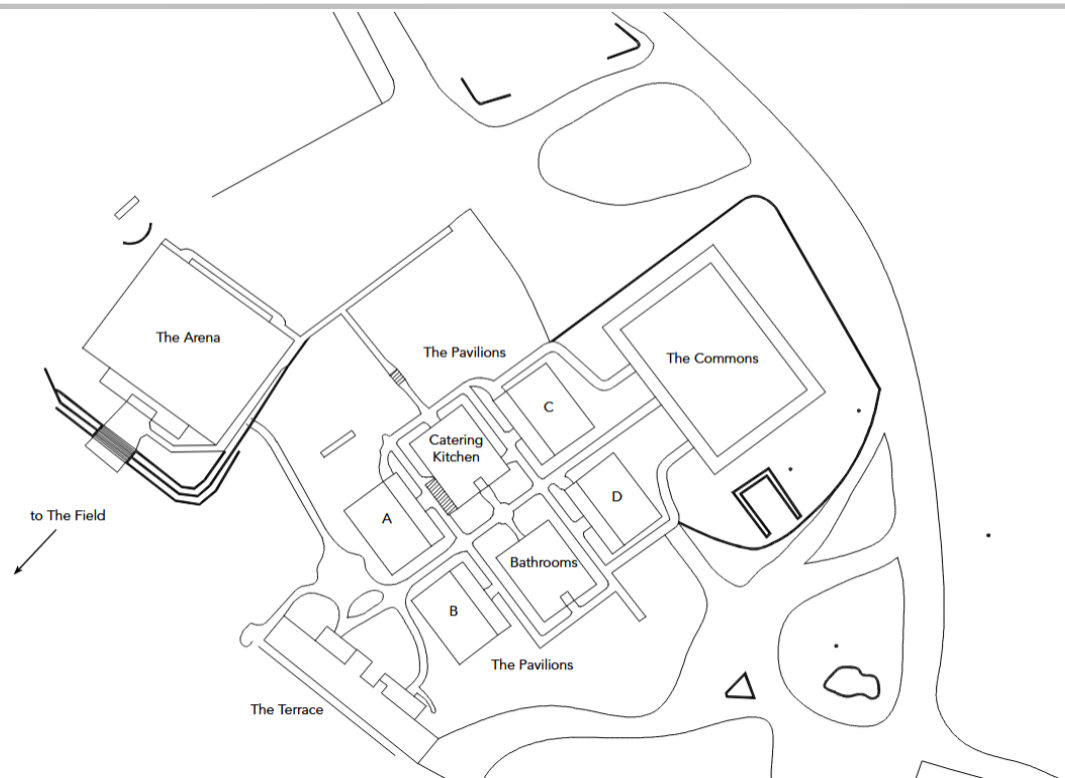 The Arena
The Pavilions
The Commons
C
Catering
Kitchen
D
to The Field
A
Bathrooms
B
The Pavilions
The Terrace